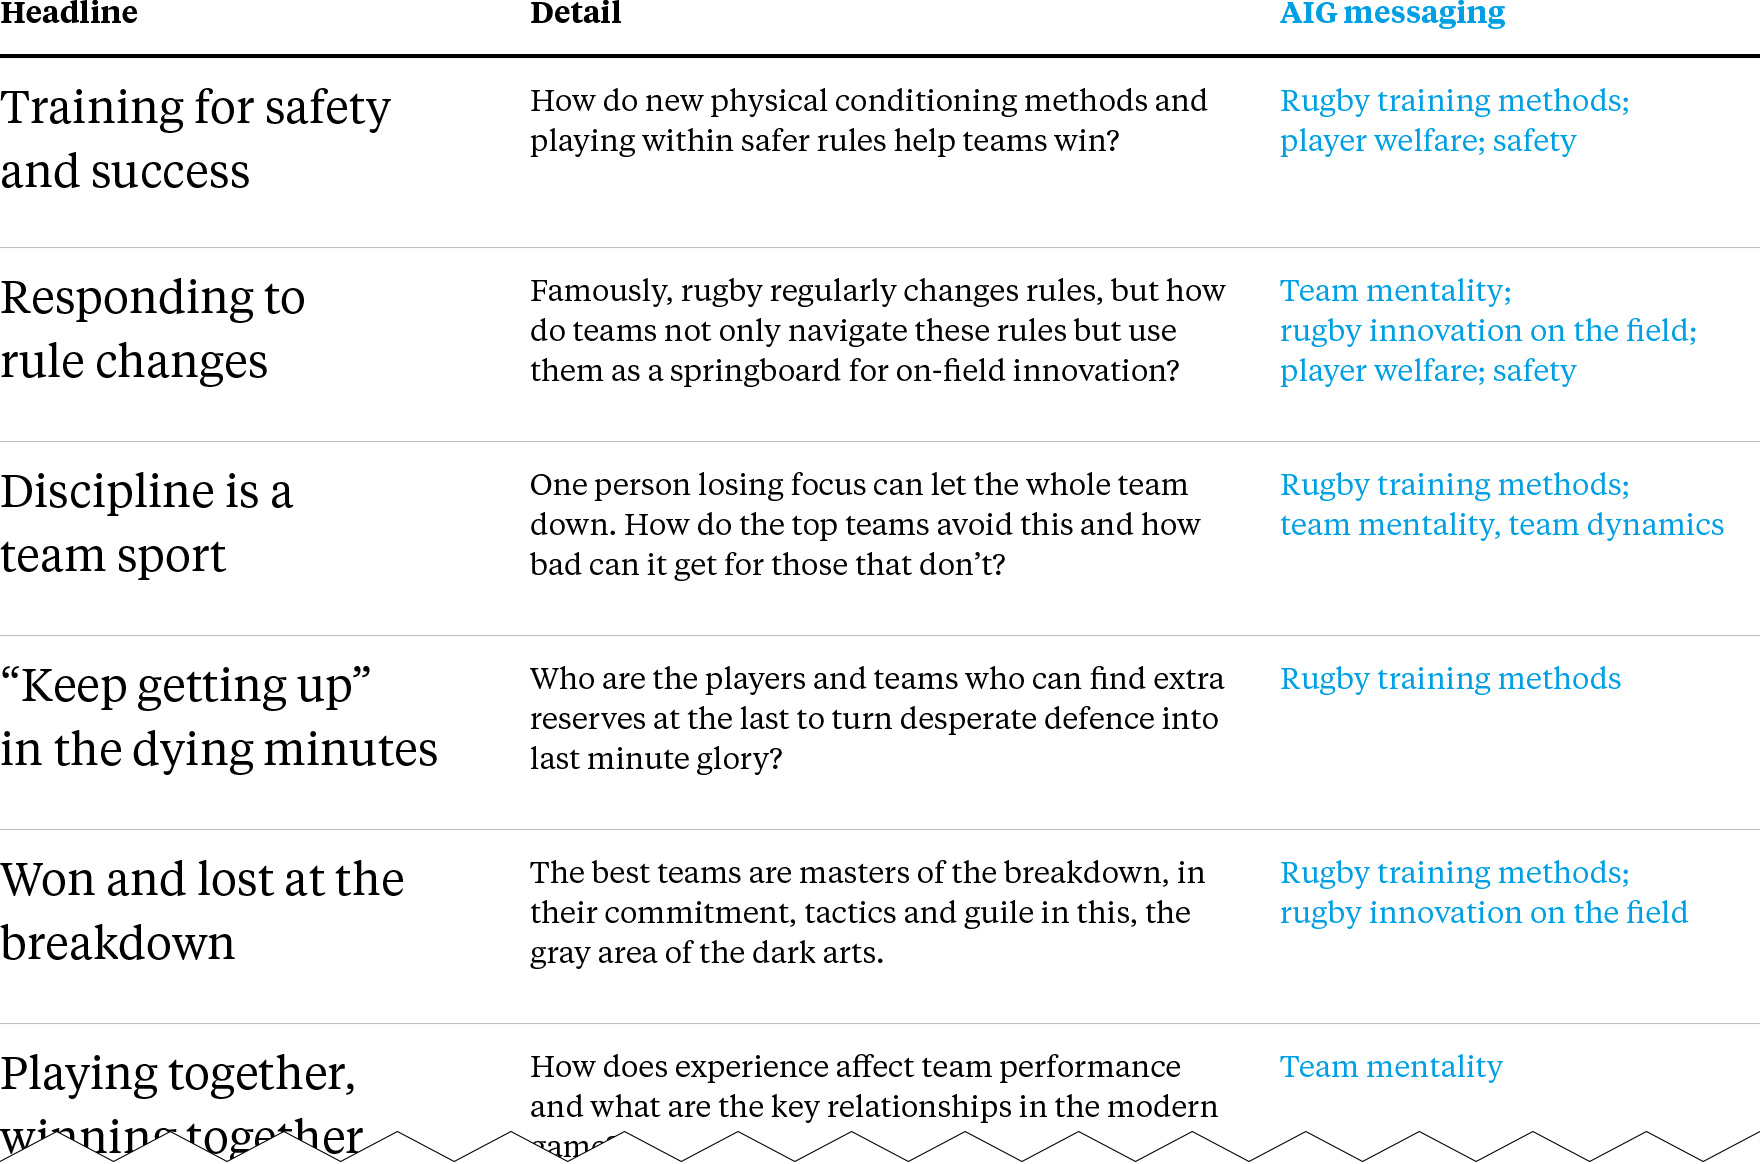 Headline
Detail
AIG messaging
Training for safety
and success
How do new physical conditioning methods and
playing within safer rules help teams win?
Rugby training methods;
player welfare; safety
Responding to
rule changes
Famously, rugby regularly changes rules, but how
do teams not only navigate these rules but use
them as a springboard for on-field innovation?
Team mentality;
rugby innovation on the field;
player welfare; safety
Discipline is a
team sport
One person losing focus can let the whole team
down. How do the top teams avoid this and how
bad can it get for those that don’t?
Rugby training methods;
team mentality, team dynamics
“Keep getting up”
in the dying minutes
Who are the players and teams who can find extra
reserves at the last to turn desperate defence into
last minute glory?
Rugby training methods
Won and lost at the
breakdown
The best teams are masters of the breakdown, in
their commitment, tactics and guile in this, the
gray area of the dark arts.
Rugby training methods;
rugby innovation on the field
Playing together,
winning together
How does experience affect team performance
and what are the key relationships in the modern
game?
Team mentality